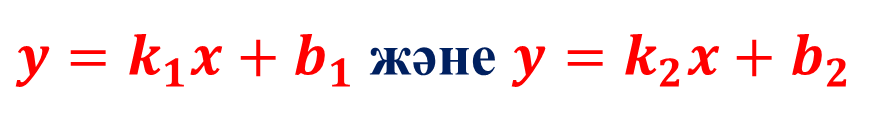 y = k₁x + b₁ және y = k₂x + b₂